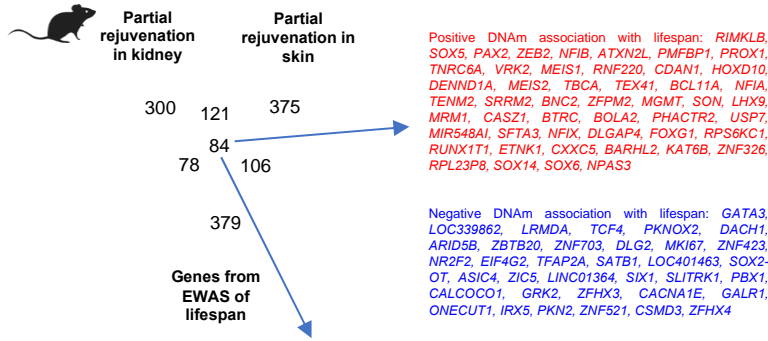 Partial rejuvenation in kidney
Partial rejuvenation in skin
300
121
375
84
78
106
379
Genes from EWAS of lifespan
Positive DNAm association with lifespan: RIMKLB,
SOX5, PAX2, ZEB2, NFIB, ATXN2L, PMFBP1, PROX1,
TNRC6A, VRK2, MEIS1, RNF220, CDAN1, HOXD10,
DENND1A, MEIS2, TBCA, TEX41, BCL11A, NFIA,
TENM2, SRRM2, BNC2, ZFPM2, MGMT, SON, LHX9,
MRM1, CASZ1, BTRC, BOLA2, PHACTR2, USP7,
MIR548AI, SFTA3, NFIX, DLGAP4, FOXG1, RPS6KC1,
RUNX1T1, ETNK1, CXXC5, BARHL2, KAT6B, ZNF326,
RPL23P8, SOX14, SOX6, NPAS3
Negative DNAm association with lifespan: GATA3,
LOC339862, LRMDA, TCF4, PKNOX2, DACH1,
ARID5B, ZBTB20, ZNF703, DLG2, MKI67, ZNF423,
NR2F2, EIF4G2, TFAP2A, SATB1, LOC401463, SOX2-
OT, ASIC4, ZIC5, LINC01364, SIX1, SLITRK1, PBX1,
CALCOCO1, GRK2, ZFHX3, CACNA1E, GALR1,
ONECUT1, IRX5, PKN2, ZNF521, CSMD3, ZFHX4